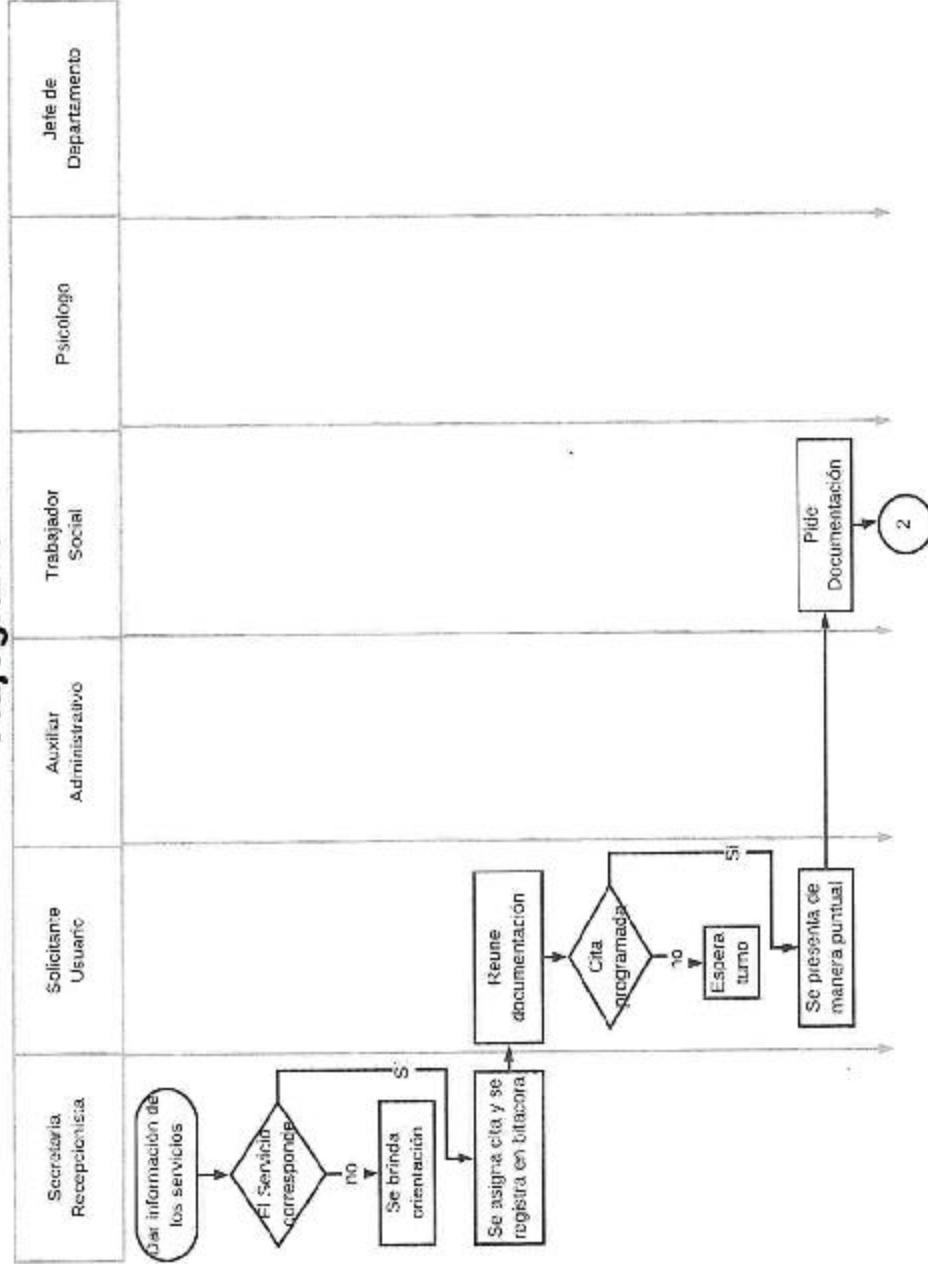 Secretaria
Recepcionista
Solicitante
Usuario
Auxiliar
Administrativo
Trabajador
Social
Psicologo
Jefe de
Departamento
Dar información de
los servicios
El Servicio
corresponde
no
Si
Se brinda
orientación
Se asigna cita y se
registra en bitacora
Reune
documentación
Cita
programada
no
Si
Espera
turno
Se presenta de
manera puntual
Pide
Documentación
2